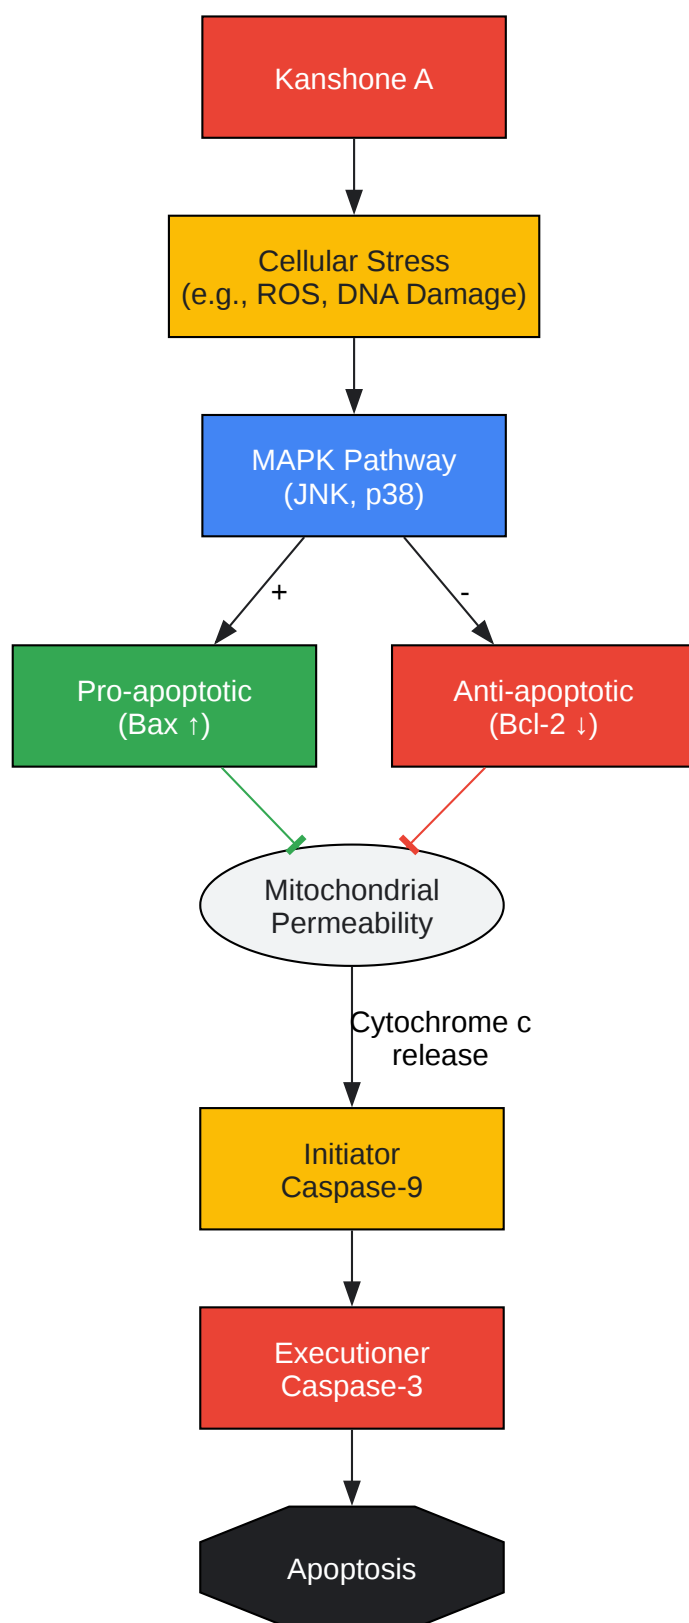 Kanshone A
Cellular Stress
(e.g., ROS, DNA Damage)
MAPK Pathway
(JNK, p38)
+
-
Pro-apoptotic
(Bax ↑)
Anti-apoptotic
(Bcl-2 ↓)
Mitochondrial
Permeability
Cytochrome c
release
Initiator
Caspase-9
Executioner
Caspase-3
Apoptosis